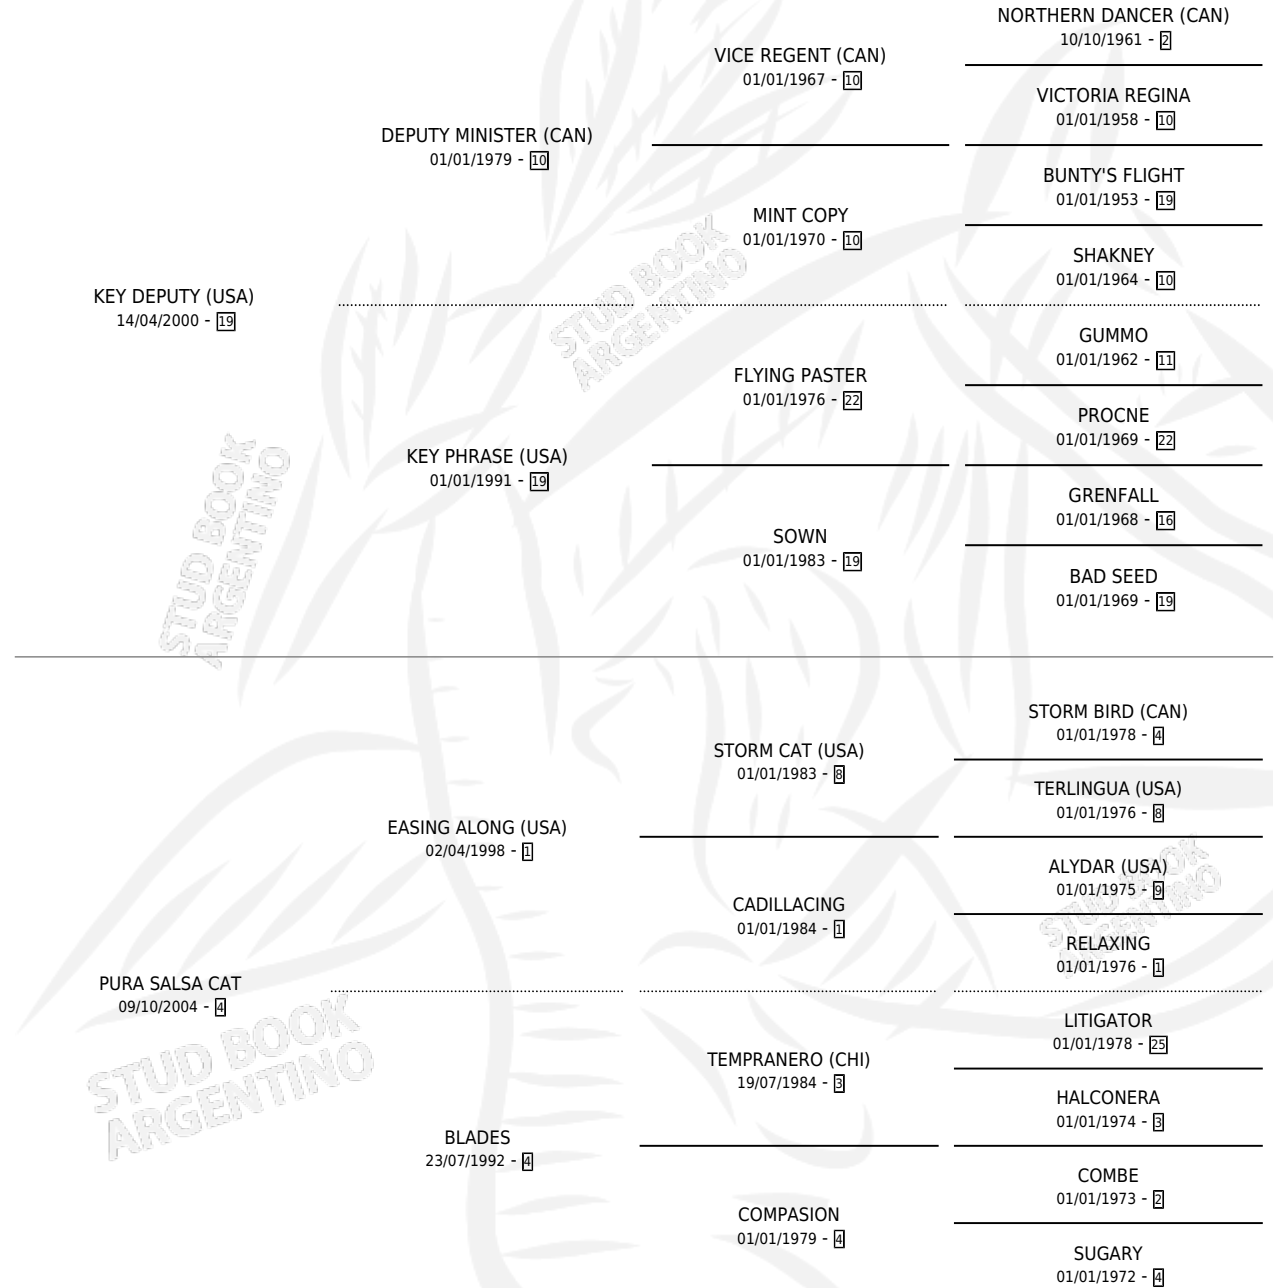 NORTHERN DANCER (CAN)
10/10/1961 - 2
VICE REGENT (CAN)
01/01/1967 - 10
VICTORIA REGINA
01/01/1958 - 10
DEPUTY MINISTER (CAN)
01/01/1979 - 10
BUNTY'S FLIGHT
01/01/1953 - 19
MINT COPY
01/01/1970 - 10
SHAKNEY
01/01/1964 - 10
KEY DEPUTY (USA)
14/04/2000 - 19
GUMMO
01/01/1962 - 11
FLYING PASTER
01/01/1976 - 22
PROCNE
01/01/1969 - 22
KEY PHRASE (USA)
01/01/1991 - 19
GRENFALL
01/01/1968 - 16
SOWN
01/01/1983 - 19
BAD SEED
01/01/1969 - 19
STORM BIRD (CAN)
01/01/1978 - 4
STORM CAT (USA)
01/01/1983 - 8
TERLINGUA (USA)
01/01/1976 - 8
EASING ALONG (USA)
02/04/1998 - 1
ALYDAR (USA)
01/01/1975 - 9
CADILLACING
01/01/1984 - 1
RELAXING
01/01/1976 - 1
PURA SALSA CAT
09/10/2004 - 4
LITIGATOR
01/01/1978 - 25
TEMPRANERO (CHI)
19/07/1984 - 3
HALCONERA
01/01/1974 - 3
BLADES
23/07/1992 - 4
COMBE
01/01/1973 - 2
COMPASION
01/01/1979 - 4
SUGARY
01/01/1972 - 4
STUD BOOK
ARGENTINO
STUD BOOK
ARGENTINO
STUD BOOK
ARGENTINO
STUD BOOK
ARGENTINO